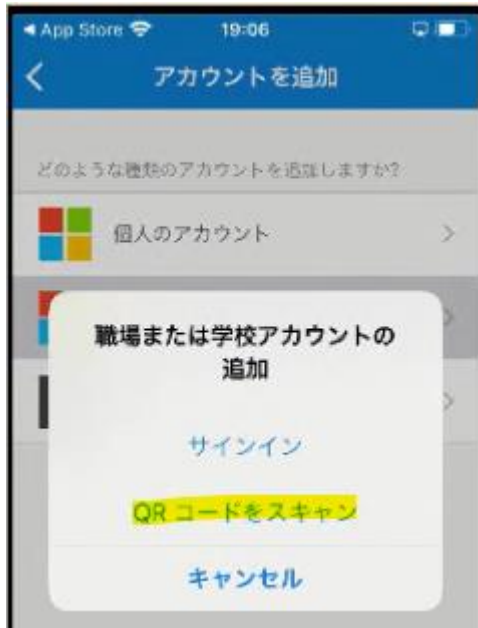 App Store 19:06
アカウントを追加
どのような種類のアカウントを追加しますか?
個人のアカウント
職場または学校アカウントの
追加
サインイン
QR コードをスキャン
キャンセル